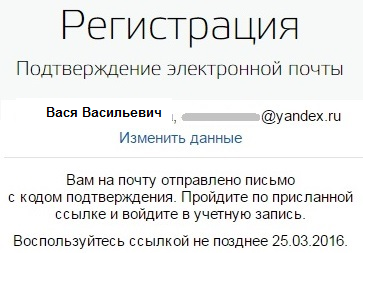 Регистрация
Подтверждение электронной почты
Вася Васильевич, @yandex.ru
Изменить данные
Вам на почту отправлено письмо
с кодом подтверждения. Пройдите по присланной
ссылке и войдите в учетную запись.
Воспользуйтесь ссылкой не позднее 25.03.2016.